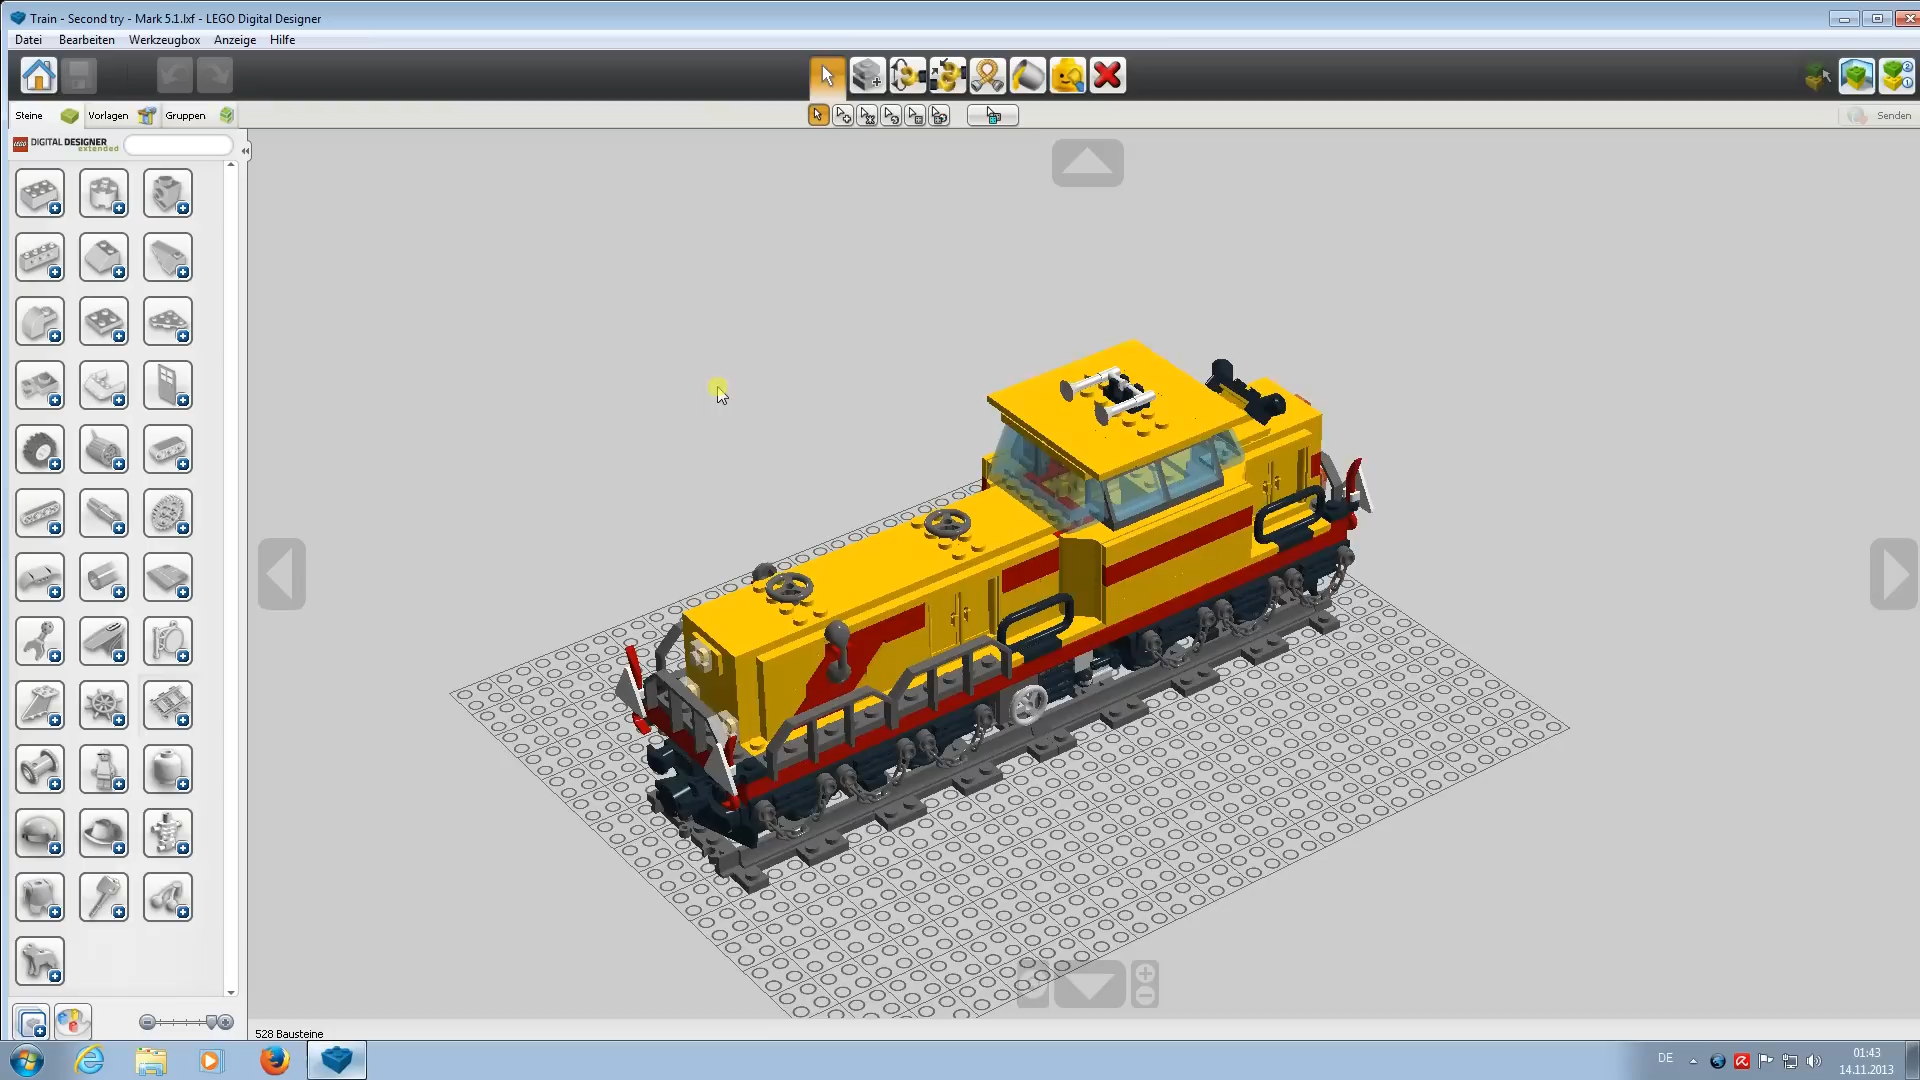 Train - Second try - Mark 5.1.lxf - LEGO Digital Designer
Datei Bearbeiten Werkzeugbox Anzeige Hilfe
Steine Vorlagen Gruppen Senden
LEGO DIGITAL DESIGNER
extended
528 Bausteine
DE 01:43
14.11.2013